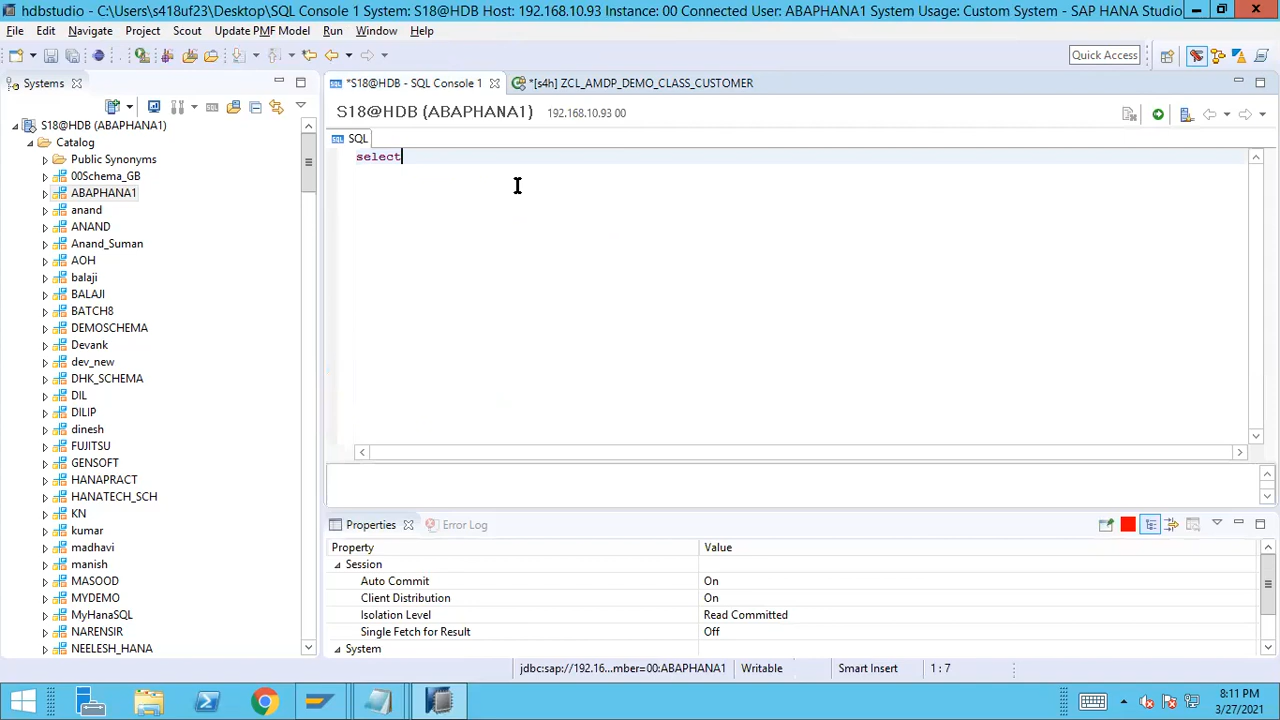 hdbstudio - C:\Users\s418uf23\Desktop\SQL Console 1 System: S18@HDB Host: 192.168.10.93 Instance: 00 Connected User: ABAPHANA1 System Usage: Custom System - SAP HANA Studio
File Edit Navigate Project Scout Update PMF Model Run Window Help
Quick Access
Systems
*S18@HDB - SQL Console 1
*[s4h] ZCL_AMDP_DEMO_CLASS_CUSTOMER
S18@HDB (ABAPHANA1) 192.168.10.93 00
SQL
select
S18@HDB (ABAPHANA1)
Catalog
Public Synonyms
00Schema_GB
ABAPHANA1
anand
ANAND
Anand_Suman
AOH
balaji
BALAJI
BATCH8
DEMOSCHEMA
Devank
dev_new
DHK_SCHEMA
DIL
DILIP
dinesh
FUJITSU
GENSOFT
HANAPRACT
HANATECH_SCH
KN
kumar
madhavi
manish
MASOOD
MYDEMO
MyHanaSQL
NARENSIR
NEELESH_HANA
Properties
Error Log
Property Value
Session
Auto Commit On
Client Distribution On
Isolation Level Read Committed
Single Fetch for Result Off
System
jdbc:sap://192.16...mber=00:ABAPHANA1 Writable Smart Insert 1 : 7
8:11 PM
3/27/2021